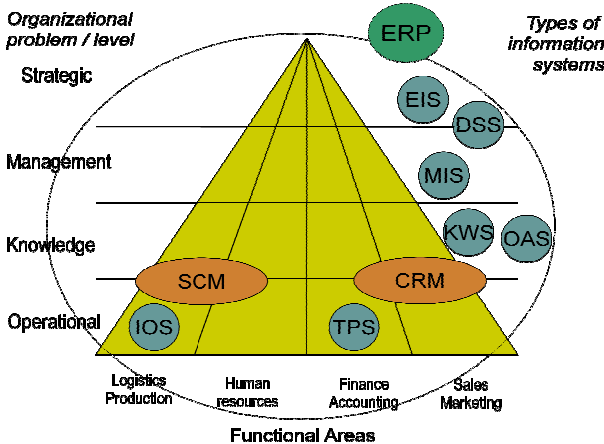 Organizational
problem / level
ERP
Types of
information
systems
Strategic
EIS
DSS
Management
MIS
Knowledge
KWS
OAS
SCM
CRM
Operational
IOS
TPS
Logistics
Production
Human
resources
Finance
Accounting
Sales
Marketing
Functional Areas